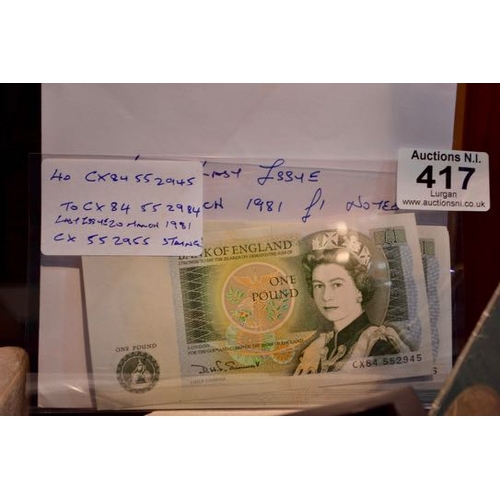 Auctions N.I.
417
Lurgan
www.auctionsni.co.uk
Issue
1981 £1 Notes
40 CX84 552945
To CX84 552984
Last Issue 20 March 1981
CX 552955
BANK OF ENGLAND
ONE
POUND
LONDON
ONE POUND
CX84 552945